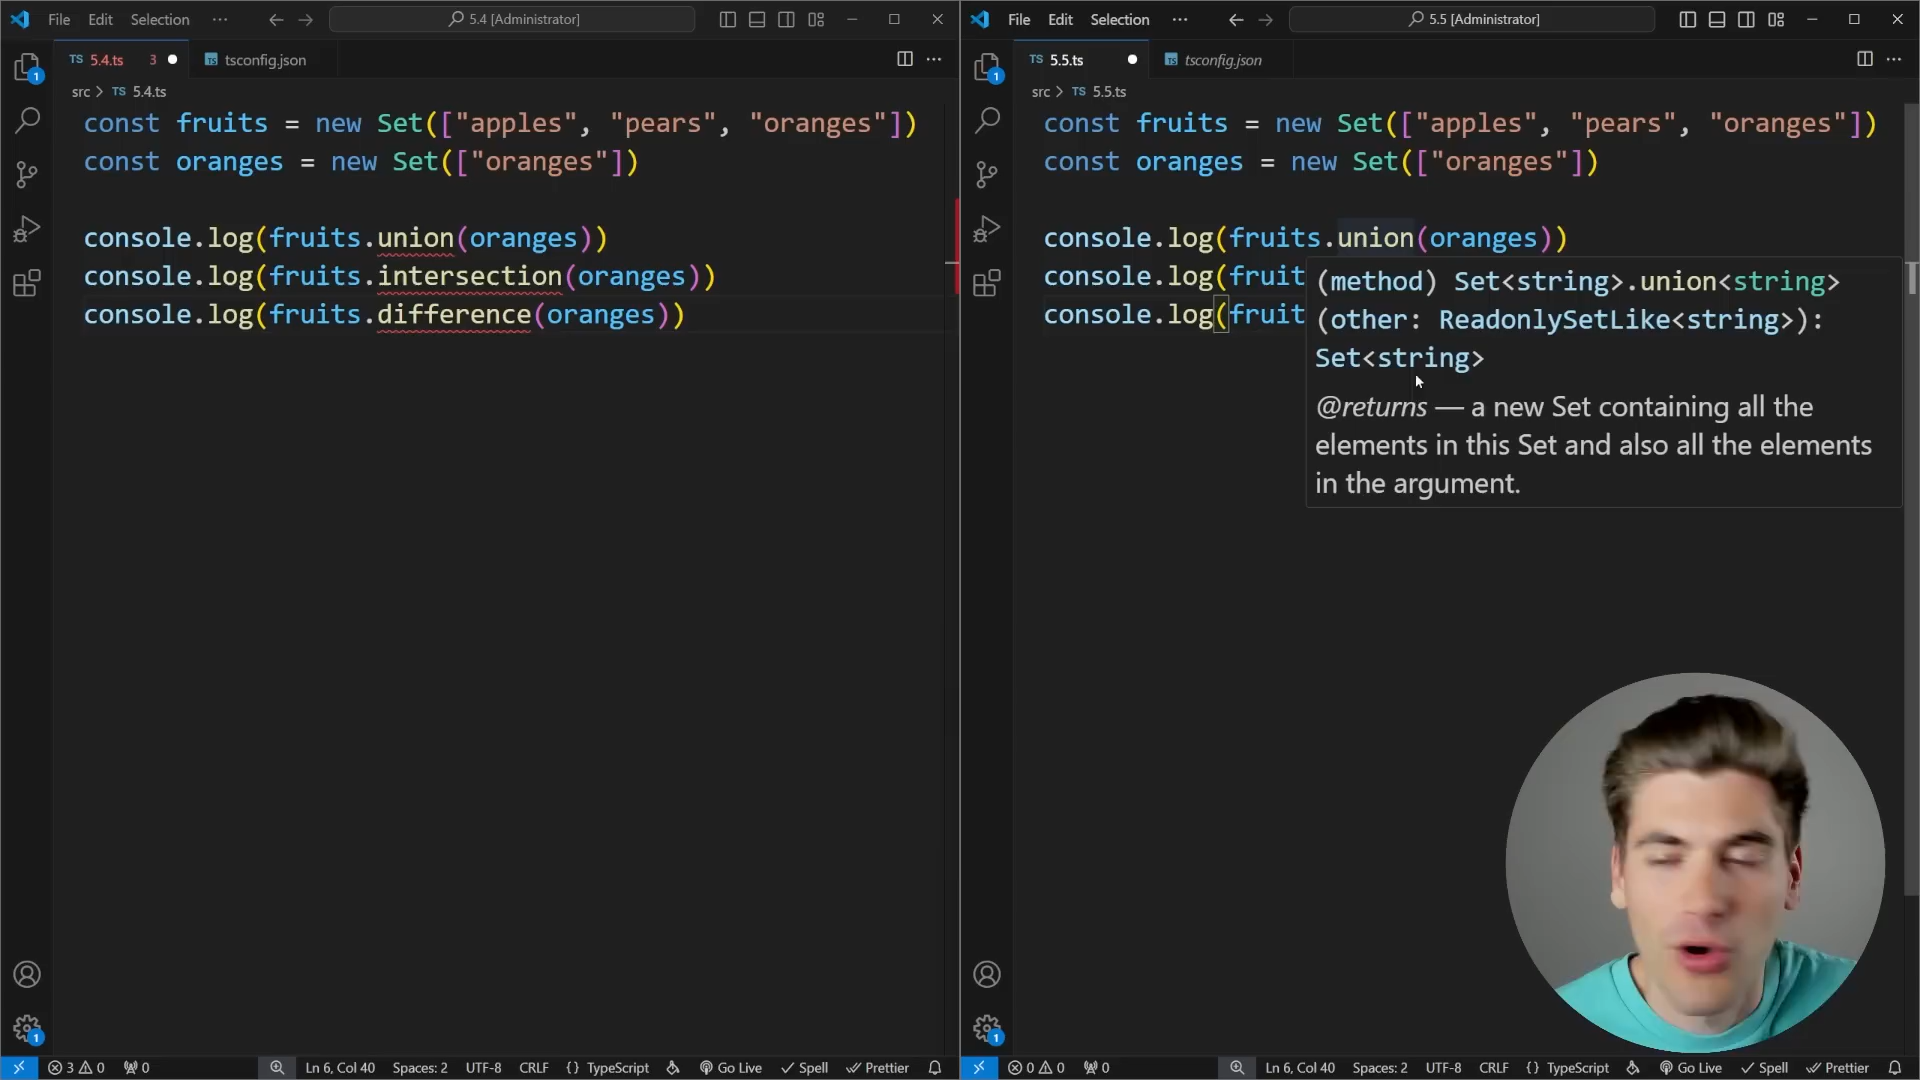 File Edit Selection ··· 5.4 [Administrator]
TS 5.4.ts 3 tsconfig.json
src > TS 5.4.ts
const fruits = new Set(["apples", "pears", "oranges"])
const oranges = new Set(["oranges"])
console.log(fruits.union(oranges))
console.log(fruits.intersection(oranges))
console.log(fruits.difference(oranges))
1
1
3 0 0 Ln 6, Col 40 Spaces: 2 UTF-8 CRLF {} TypeScript Go Live Spell Prettier
File Edit Selection ··· 5.5 [Administrator]
TS 5.5.ts tsconfig.json
src > TS 5.5.ts
const fruits = new Set(["apples", "pears", "oranges"])
const oranges = new Set(["oranges"])
console.log(fruits.union(oranges))
console.log(fruit
console.log(fruit
(method) Set<string>.union<string>
(other: ReadonlySetLike<string>):
Set<string>
@returns — a new Set containing all the
elements in this Set and also all the elements
in the argument.
1
1
0 0 0 Ln 6, Col 40 Spaces: 2 UTF-8 CRLF {} TypeScript Go Live Spell Prettier